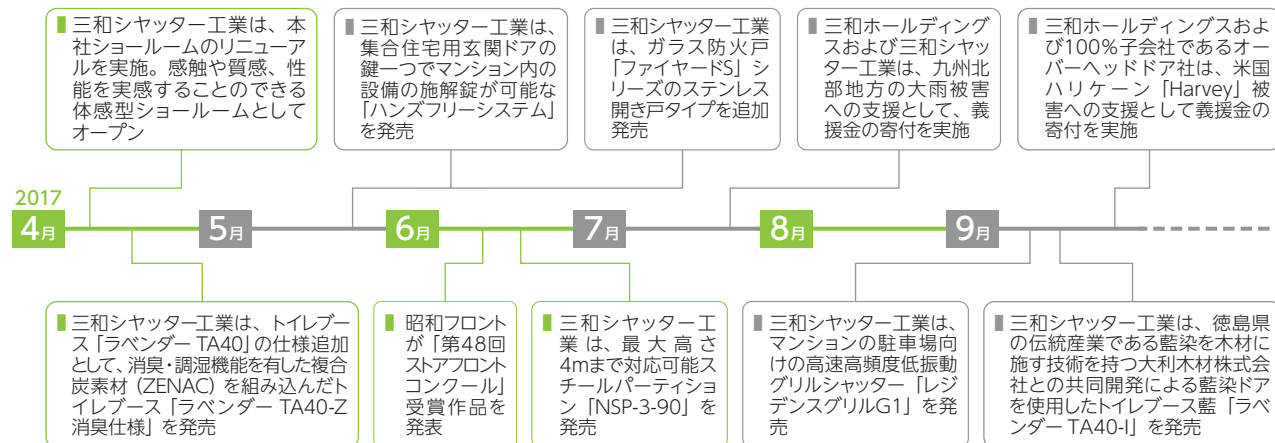 ■ 三和シヤッター工業は、本
社ショールームのリニューア
ルを実施。感触や質感、性
能を実感することのできる
体感型ショールームとして
オープン
■ 三和シヤッター工業は、
集合住宅用玄関ドアの
鍵一つでマンション内の
設備の施解錠が可能な
「ハンズフリーシステム」
を発売
■ 三和シヤッター工業
は、ガラス防火戸
「ファイヤードS」シ
リーズのステンレス
開き戸タイプを追加
発売
■ 三和ホールディング
スおよび三和シヤッ
ター工業は、九州北
部地方の大雨被害
への支援として、義
援金の寄付を実施
■ 三和ホールディングスおよ
び100%子会社であるオー
バーヘッドドア社は、米国
ハリケーン「Harvey」被
害への支援として義援金の
寄付を実施
2017
4月
5月
6月
7月
8月
9月
■ 三和シヤッター工業は、トイレブー
ス「ラベンダー TA40」の仕様追加
として、消臭・調湿機能を有した複合
炭素材(ZENAC)を組み込んだト
イレブース「ラベンダー TA40-Z
消臭仕様」を発売
■ 昭和フロント
が「第48回
ストアフロント
コンクール」
受賞作品を
発表
■ 三和シヤッター工
業は、最大高さ
4mまで対応可能ス
チールパーティショ
ン「NSP-3-90」を
発売
■ 三和シヤッター工業は、
マンションの駐車場向
けの高速高頻度低振動
グリルシャッター「レジ
デンスグリルG1」を発
売
■ 三和シヤッター工業は、徳島県
の伝統産業である藍染を木材に
施す技術を持つ大利木材株式会
社との共同開発による藍染ドア
を使用したトイレブース藍「ラベ
ンダー TA40-I」を発売